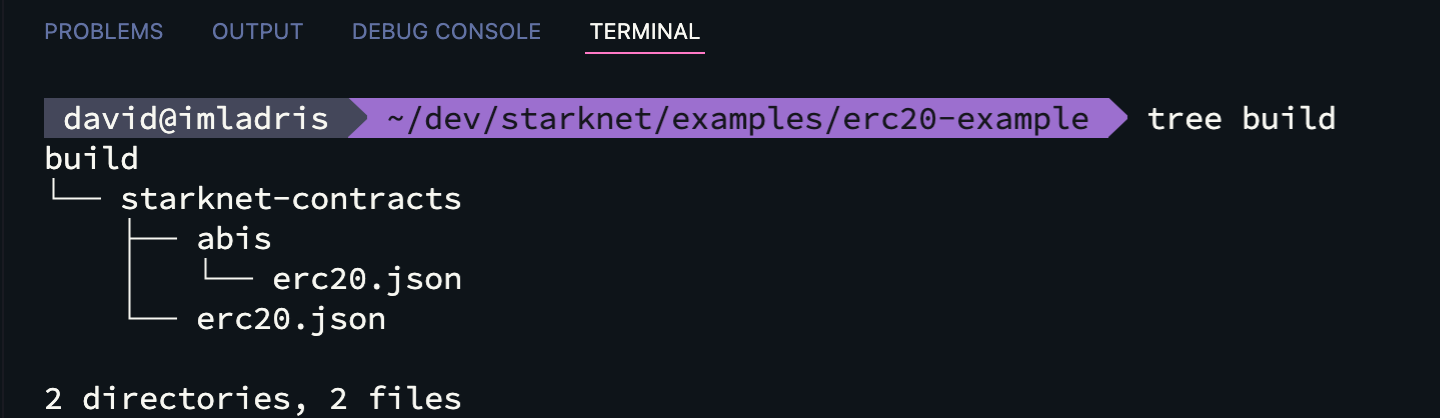 PROBLEMS OUTPUT DEBUG CONSOLE TERMINAL
david@imladris ~/dev/starknet/examples/erc20-example tree build
build
└── starknet-contracts
    ├── abis
    │   └── erc20.json
    └── erc20.json
2 directories, 2 files